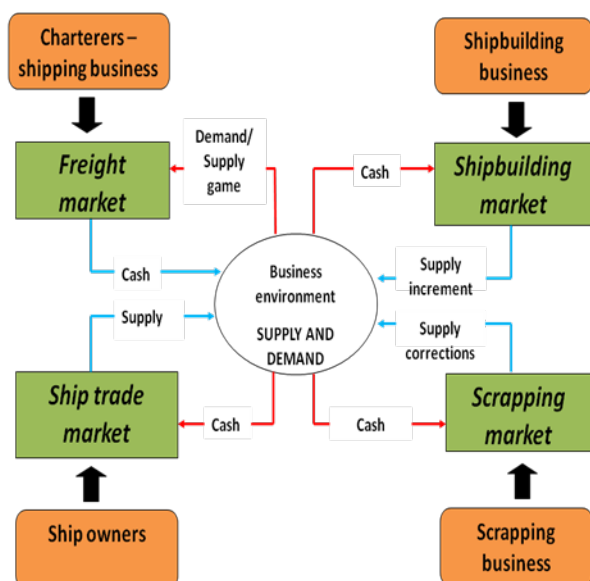 Charterers –
shipping business
Shipbuilding
business
Demand/
Supply
game
Freight
market
Cash
Shipbuilding
market
Cash
Business
environment
SUPPLY AND
DEMAND
Supply
increment
Supply
Supply
corrections
Ship trade
market
Cash
Cash
Scrapping
market
Ship owners
Scrapping
business